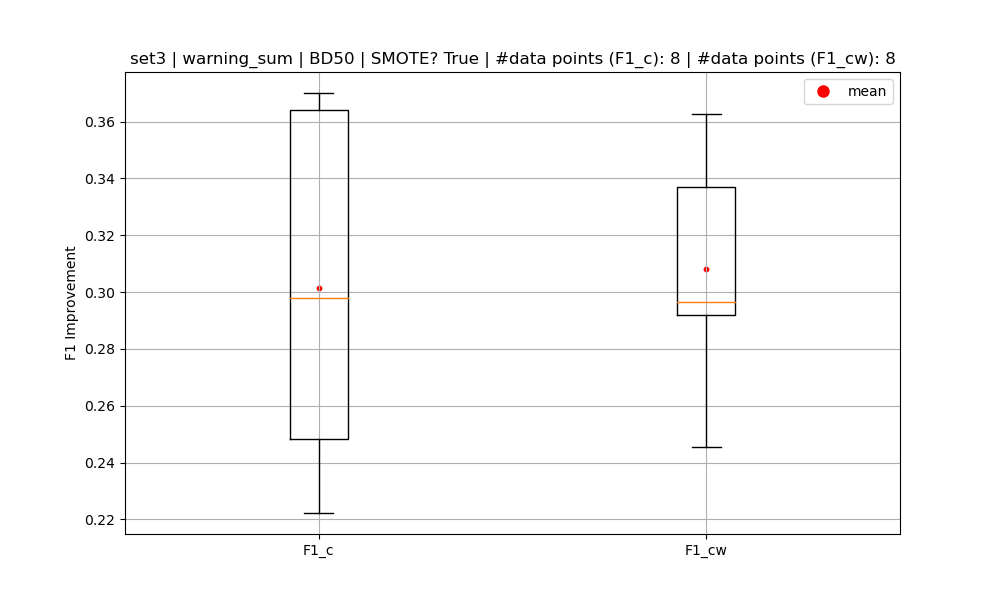 set3 | warning_sum | BD50 | SMOTE? True | #data points (F1_c): 8 | #data points (F1_cw): 8
mean
0.36
0.34
0.32
0.30
0.28
0.26
0.24
0.22
F1 Improvement
F1_c
F1_cw